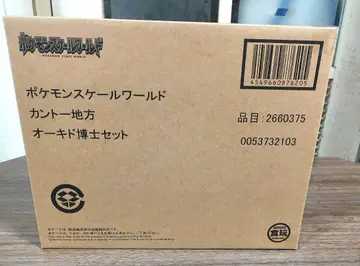 ポケモンスケールワールド
POKEMON SCALE WORLD
4549660876205
ポケモンスケールワールド
カントー地方
オーキド博士セット
品目:2660375
0053732103
食玩